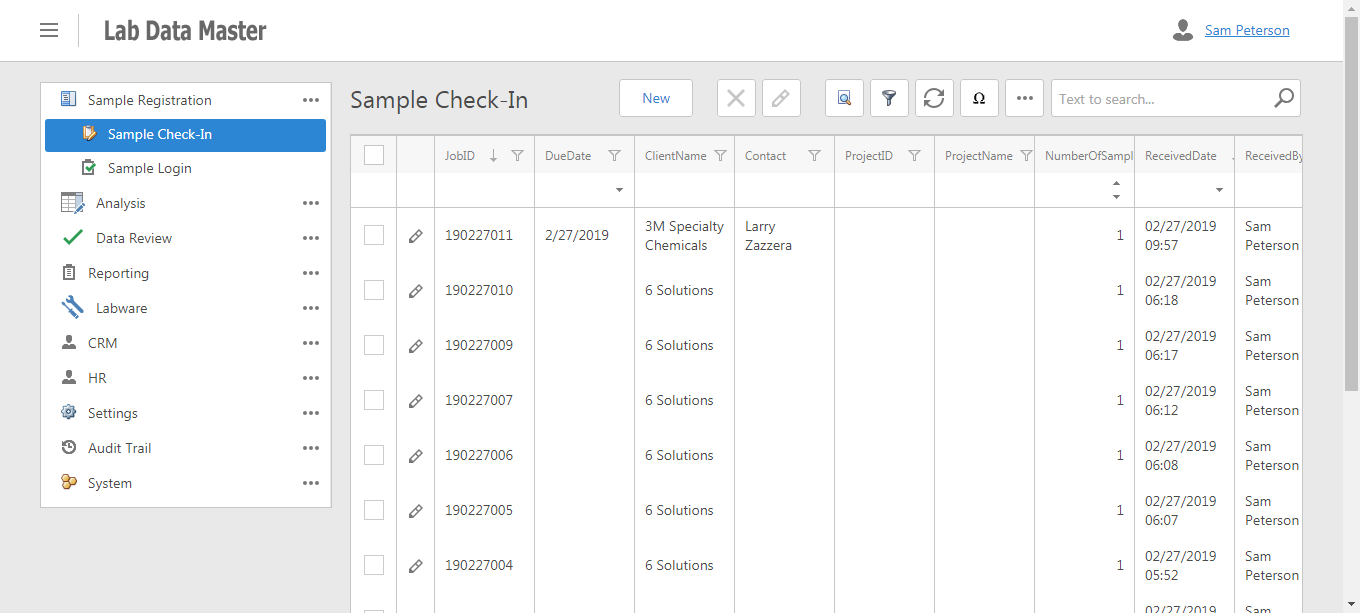 Lab Data Master
Sam Peterson
Sample Registration
Sample Check-In
Sample Login
Analysis
Data Review
Reporting
Labware
CRM
HR
Settings
Audit Trail
System
Sample Check-In
New
Ω
Text to search...
JobID DueDate ClientName Contact ProjectID ProjectName NumberOfSampl ReceivedDate ReceivedBy
190227011 2/27/2019 3M Specialty Chemicals Larry Zazzera 1 02/27/2019 09:57 Sam Peterson
190227010 6 Solutions 1 02/27/2019 06:18 Sam Peterson
190227009 6 Solutions 1 02/27/2019 06:17 Sam Peterson
190227007 6 Solutions 1 02/27/2019 06:12 Sam Peterson
190227006 6 Solutions 1 02/27/2019 06:08 Sam Peterson
190227005 6 Solutions 1 02/27/2019 06:07 Sam Peterson
190227004 6 Solutions 1 02/27/2019 05:52 Sam Peterson
02/27/2019 Sam